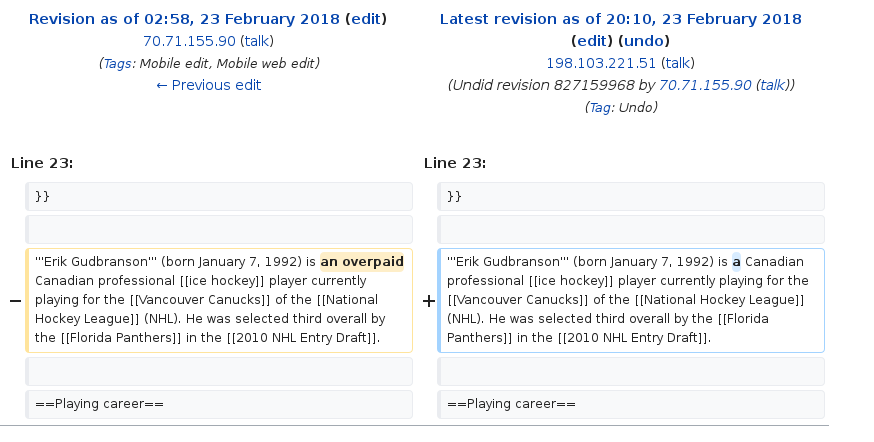 Revision as of 02:58, 23 February 2018 (edit)
70.71.155.90 (talk)
(Tags: Mobile edit, Mobile web edit)
← Previous edit
Latest revision as of 20:10, 23 February 2018
(edit) (undo)
198.103.221.51 (talk)
(Undid revision 827159968 by 70.71.155.90 (talk))
(Tag: Undo)
Line 23:
}}
− '''Erik Gudbranson''' (born January 7, 1992) is an overpaid
Canadian professional [[ice hockey]] player currently
playing for the [[Vancouver Canucks]] of the [[National
Hockey League]] (NHL). He was selected third overall by
the [[Florida Panthers]] in the [[2010 NHL Entry Draft]].
==Playing career==
Line 23:
}}
+ '''Erik Gudbranson''' (born January 7, 1992) is a Canadian
professional [[ice hockey]] player currently playing for the
[[Vancouver Canucks]] of the [[National Hockey League]]
(NHL). He was selected third overall by the [[Florida
Panthers]] in the [[2010 NHL Entry Draft]].
==Playing career==